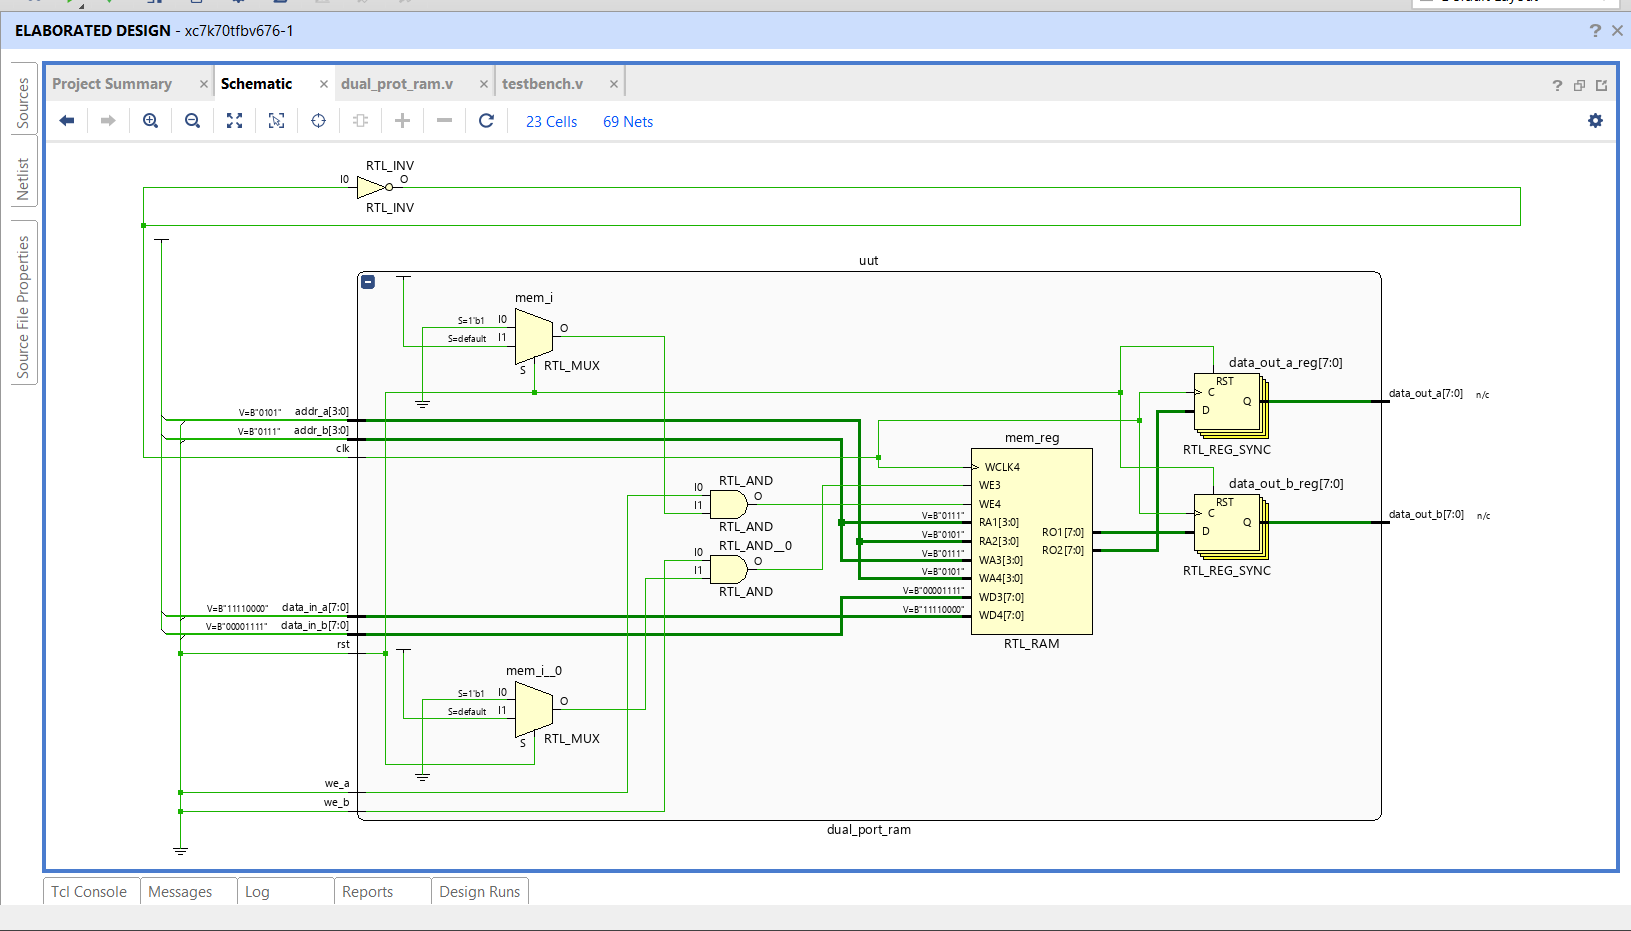 ELABORATED DESIGN - xc7k70tfbv676-1
Sources
Netlist
Source File Properties
Project Summary
Schematic
dual_prot_ram.v
testbench.v
23 Cells
69 Nets
RTL_INV
I0
O
RTL_INV
uut
mem_i
S=1'b1
I0
S=default
I1
O
S
RTL_MUX
V=B"0101"
addr_a[3:0]
V=B"0111"
addr_b[3:0]
clk
RTL_AND
I0
I1
O
RTL_AND
RTL_AND__0
I0
I1
O
RTL_AND
mem_reg
WCLK4
WE3
WE4
V=B"0111"
RA1[3:0]
V=B"0101"
RA2[3:0]
V=B"0111"
WA3[3:0]
V=B"0101"
WA4[3:0]
V=B"00001111"
WD3[7:0]
V=B"11110000"
WD4[7:0]
RO1[7:0]
RO2[7:0]
RTL_RAM
data_out_a_reg[7:0]
RST
C
D
Q
RTL_REG_SYNC
data_out_a[7:0]
n/c
data_out_b_reg[7:0]
RST
C
D
Q
RTL_REG_SYNC
data_out_b[7:0]
n/c
V=B"11110000"
data_in_a[7:0]
V=B"00001111"
data_in_b[7:0]
rst
mem_i__0
S=1'b1
I0
S=default
I1
O
S
RTL_MUX
we_a
we_b
dual_port_ram
Tcl Console
Messages
Log
Reports
Design Runs